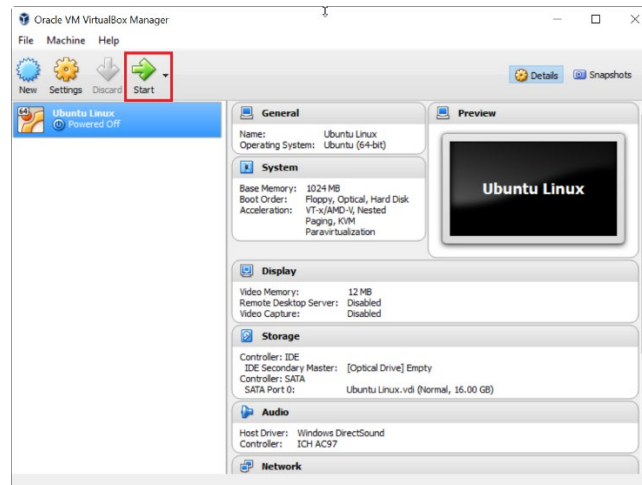 Oracle VM VirtualBox Manager
File Machine Help
New Settings Discard Start
Details Snapshots
64
Ubuntu Linux
Powered Off
General
Name: Ubuntu Linux
Operating System: Ubuntu (64-bit)
System
Base Memory: 1024 MB
Boot Order: Floppy, Optical, Hard Disk
Acceleration: VT-x/AMD-V, Nested
Paging, KVM
Paravirtualization
Preview
Ubuntu Linux
Display
Video Memory: 12 MB
Remote Desktop Server: Disabled
Video Capture: Disabled
Storage
Controller: IDE
IDE Secondary Master: [Optical Drive] Empty
Controller: SATA
SATA Port 0: Ubuntu Linux.vdi (Normal, 16.00 GB)
Audio
Host Driver: Windows DirectSound
Controller: ICH AC97
Network